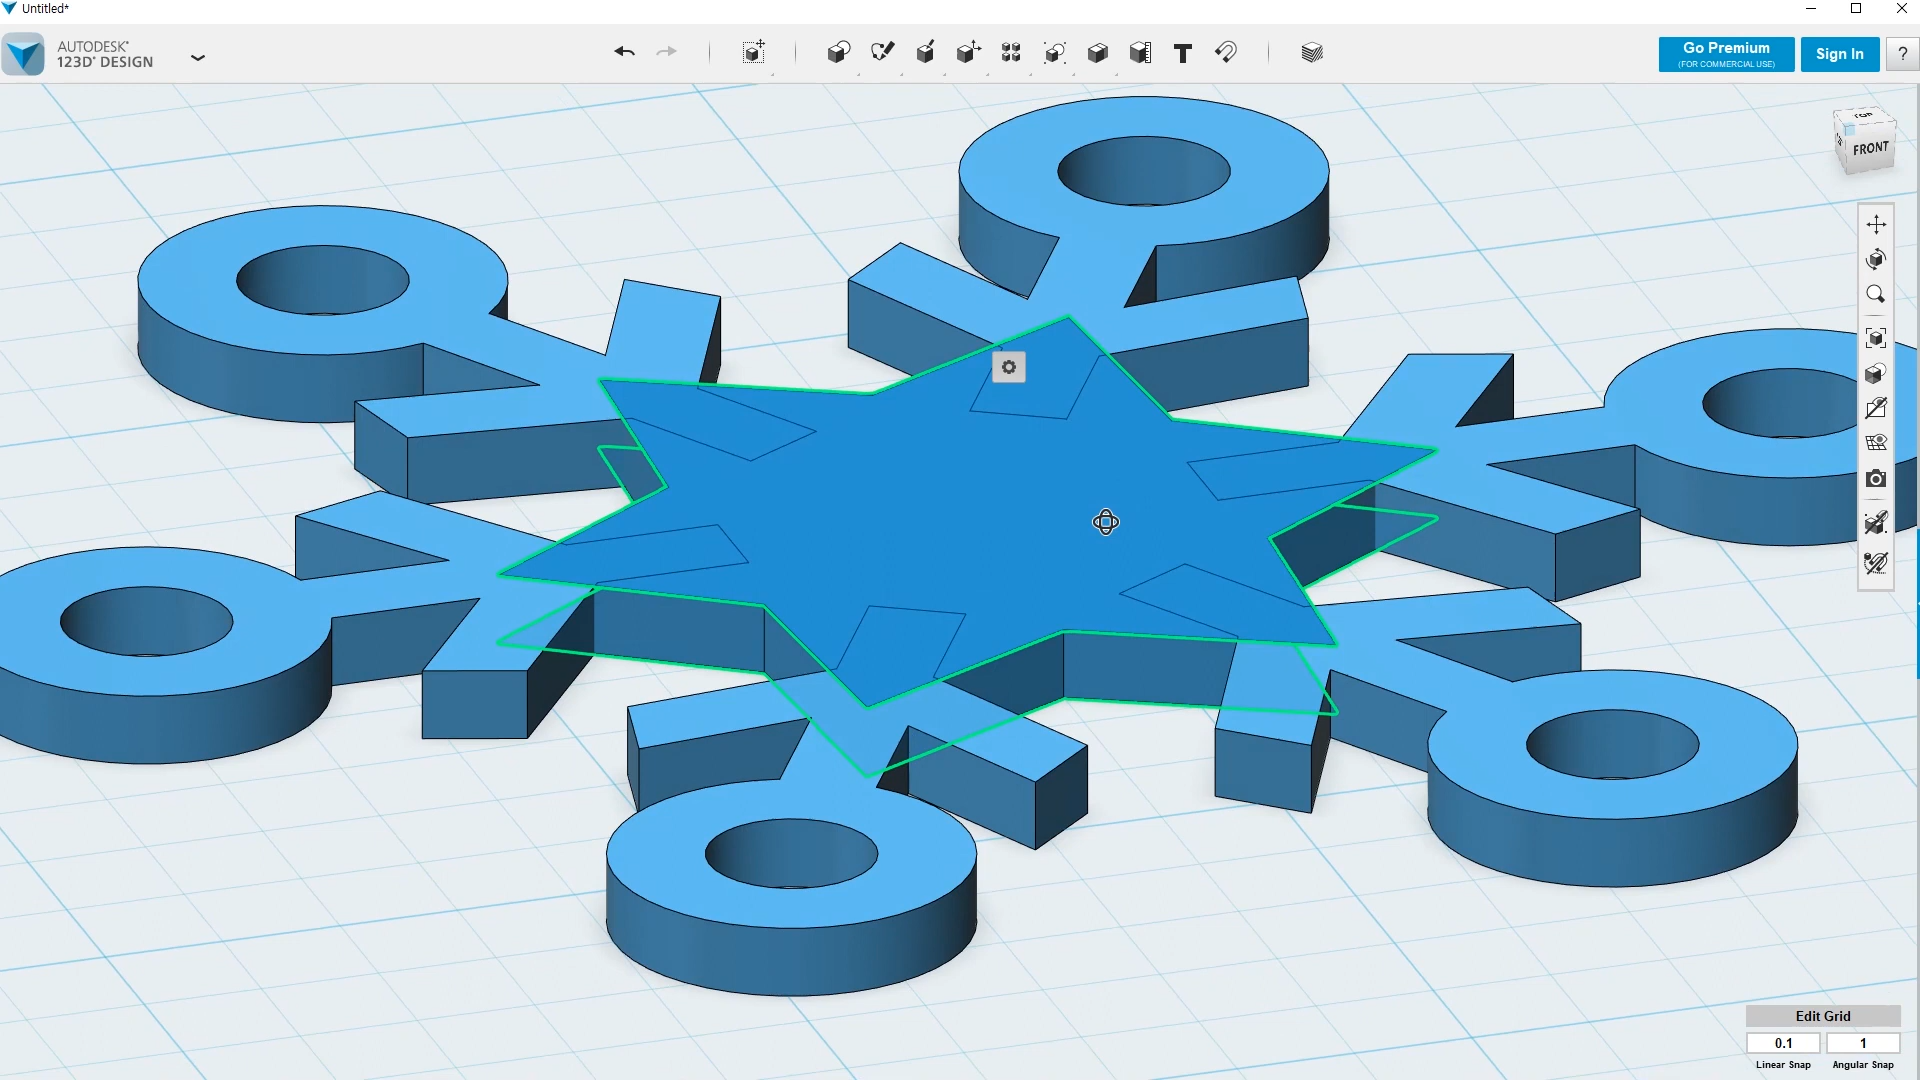 Untitled*
AUTODESK®
123D® DESIGN
Go Premium
(FOR COMMERCIAL USE)
Sign In
?
TOP
FRONT
Edit Grid
0.1
1
Linear Snap
Angular Snap